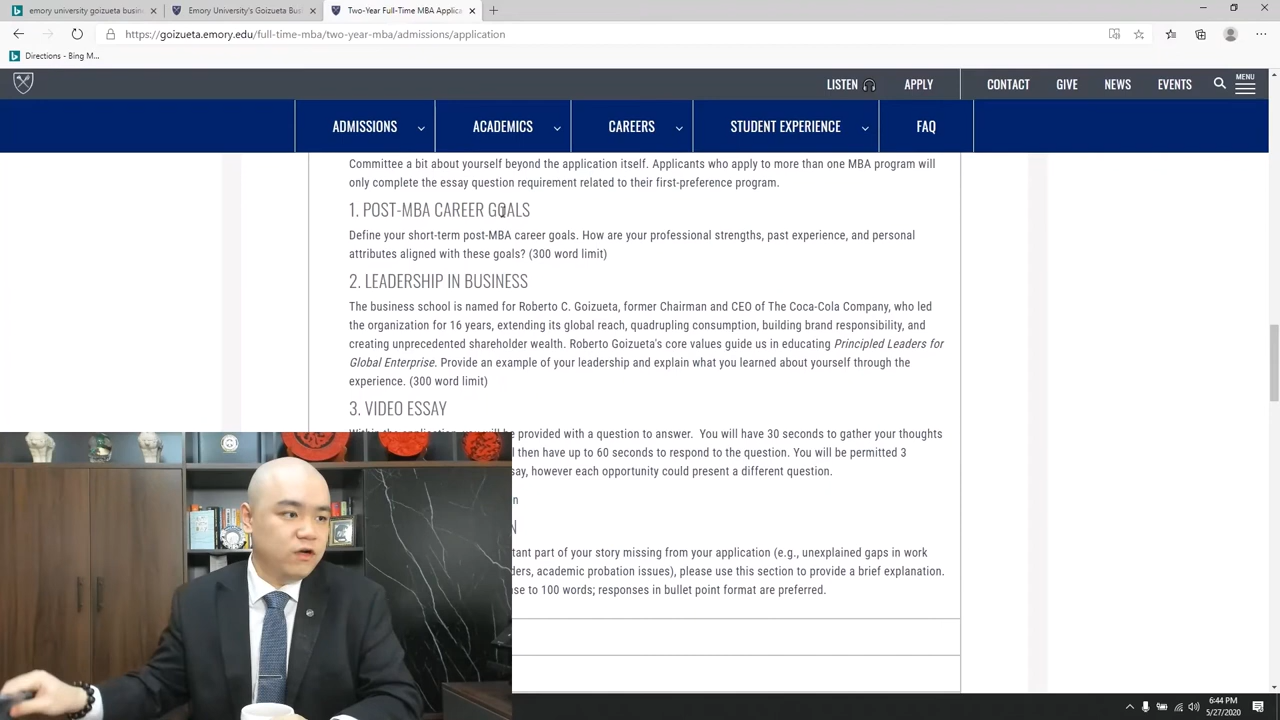 emory university goizueta busin
Emory University's Goizueta Bus
Two-Year Full-Time MBA Applica
https://goizueta.emory.edu/full-time-mba/two-year-mba/admissions/application
Directions - Bing M...
LISTEN APPLY CONTACT GIVE NEWS EVENTS MENU
ADMISSIONS ACADEMICS CAREERS STUDENT EXPERIENCE FAQ
Committee a bit about yourself beyond the application itself. Applicants who apply to more than one MBA program will
only complete the essay question requirement related to their first-preference program.
1. POST-MBA CAREER GOALS
Define your short-term post-MBA career goals. How are your professional strengths, past experience, and personal
attributes aligned with these goals? (300 word limit)
2. LEADERSHIP IN BUSINESS
The business school is named for Roberto C. Goizueta, former Chairman and CEO of The Coca-Cola Company, who led
the organization for 16 years, extending its global reach, quadrupling consumption, building brand responsibility, and
creating unprecedented shareholder wealth. Roberto Goizueta's core values guide us in educating Principled Leaders for
Global Enterprise. Provide an example of your leadership and explain what you learned about yourself through the
experience. (300 word limit)
3. VIDEO ESSAY
provided with a question to answer. You will have 30 seconds to gather your thoughts
then have up to 60 seconds to respond to the question. You will be permitted 3
say, however each opportunity could present a different question.
n
N
tant part of your story missing from your application (e.g., unexplained gaps in work
ders, academic probation issues), please use this section to provide a brief explanation.
se to 100 words; responses in bullet point format are preferred.
6:44 PM
5/27/2020